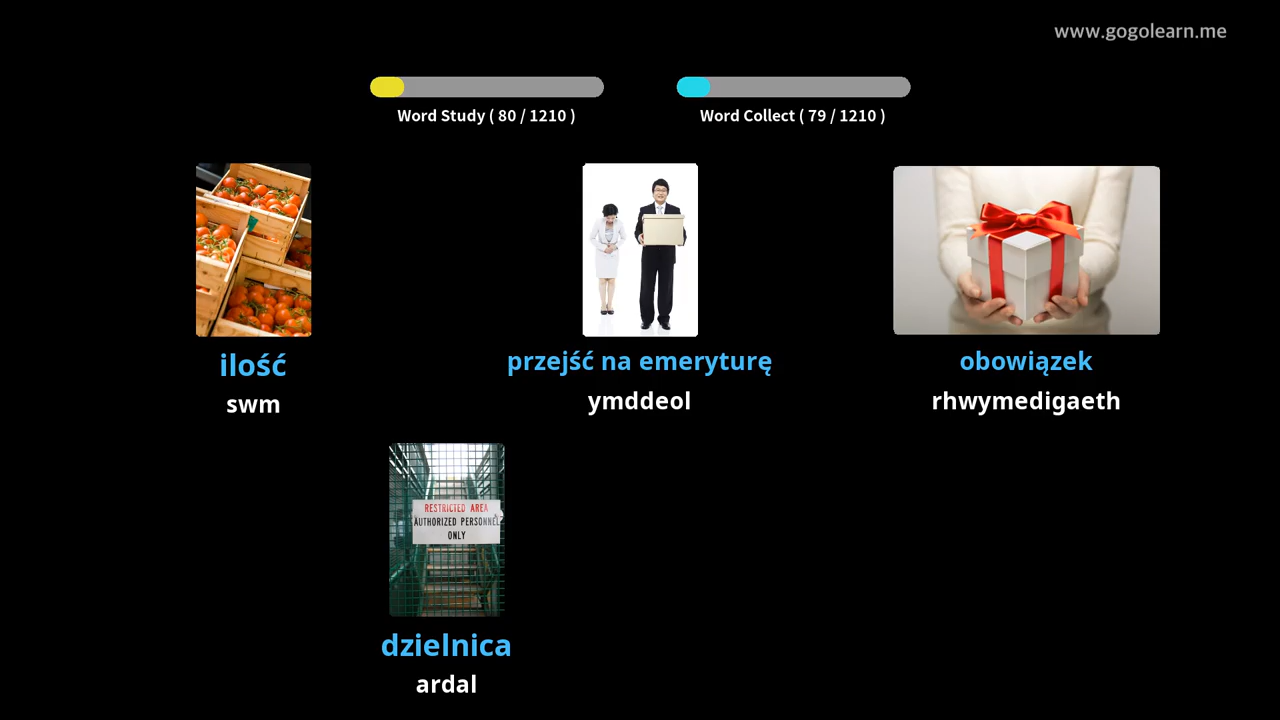 www.gogolearn.me
Word Study ( 80 / 1210 )
Word Collect ( 79 / 1210 )
ilość
swm
przejść na emeryturę
ymddeol
obowiązek
rhwymedigaeth
RESTRICTED AREA
AUTHORIZED PERSONNEL
ONLY
dzielnica
ardal